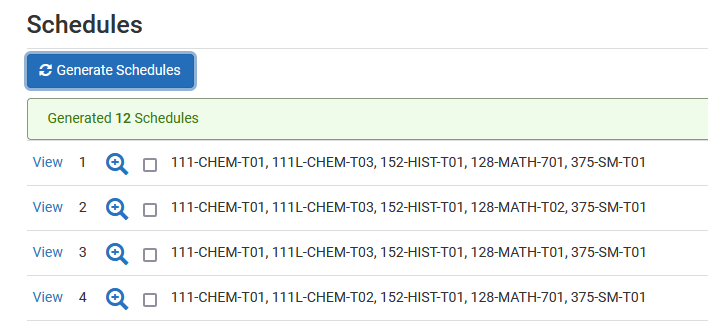 Schedules
Generate Schedules
Generated 12 Schedules
View 1 111-CHEM-T01, 111L-CHEM-T03, 152-HIST-T01, 128-MATH-701, 375-SM-T01
View 2 111-CHEM-T01, 111L-CHEM-T03, 152-HIST-T01, 128-MATH-T02, 375-SM-T01
View 3 111-CHEM-T01, 111L-CHEM-T03, 152-HIST-T01, 128-MATH-T01, 375-SM-T01
View 4 111-CHEM-T01, 111L-CHEM-T02, 152-HIST-T01, 128-MATH-701, 375-SM-T01